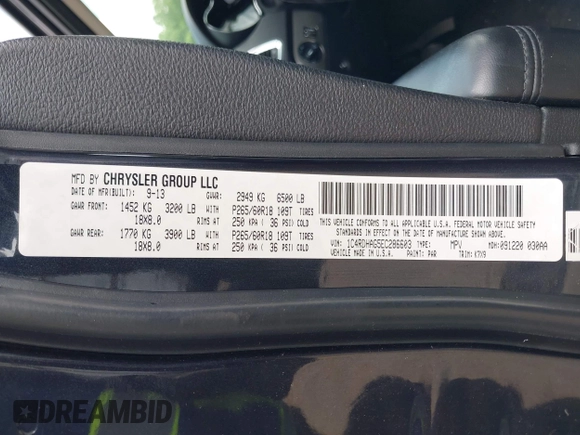 MFD BY CHRYSLER GROUP LLC
DATE OF MFR(BUILT): 9-13 GVWR: 2949 KG 6500 LB
GAWR FRONT: 1452 KG 3200 LB P265/60R18 109T TIRES
WITH
18X8.0 RIMS AT 250 KPA ( 36 PSI) COLD
GAWR REAR: 1770 KG 3900 LB P265/60R18 109T TIRES
WITH
18X8.0 RIMS AT 250 KPA ( 36 PSI) COLD
THIS VEHICLE CONFORMS TO ALL APPLICABLE U.S.A. FEDERAL MOTOR VEHICLE SAFETY
STANDARDS IN EFFECT ON THE DATE OF MANUFACTURE SHOWN ABOVE.
VIN: 1C4RDHAG5EC286603 TYPE: MPV MDH:091220 030AA
VEHICLE MADE IN U.S.A. PAINT: PAR TRIM: K7X9
DREAMBID